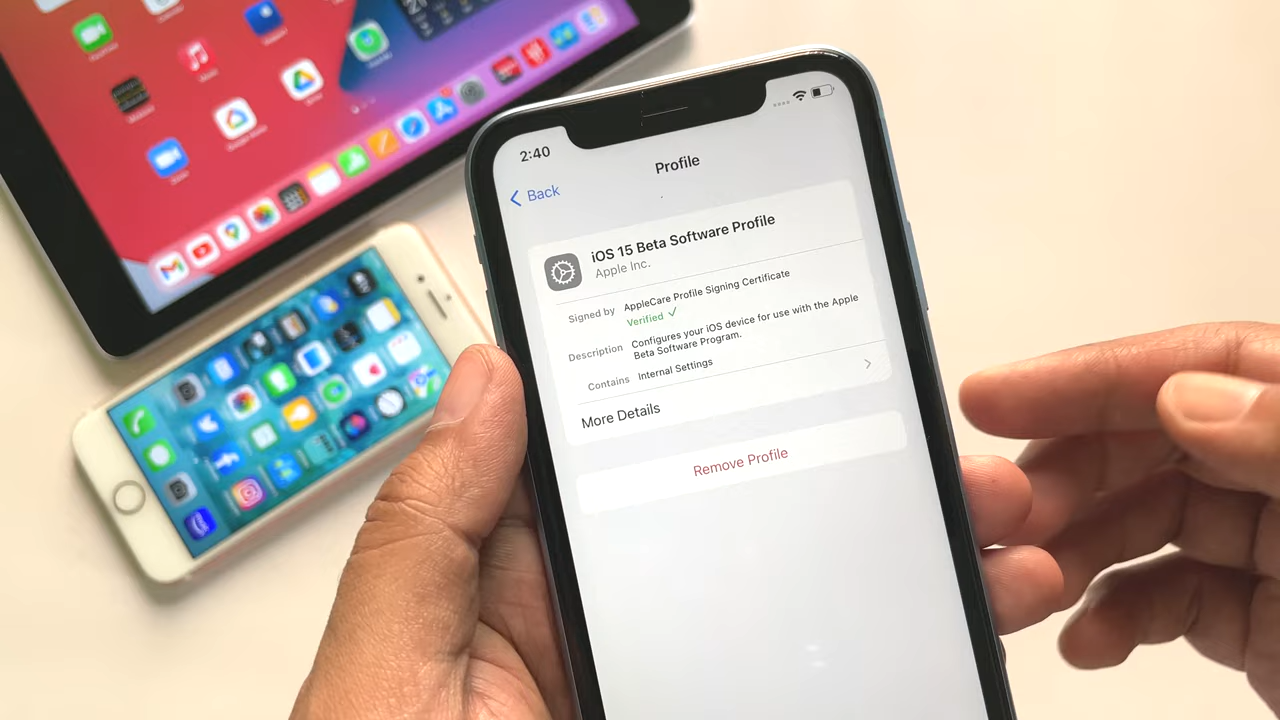 2:40
Profile
Back
iOS 15 Beta Software Profile
Apple Inc.
Signed by AppleCare Profile Signing Certificate
Verified ✓
Description Configures your iOS device for use with the Apple
Beta Software Program.
Contains Internal Settings
More Details
Remove Profile